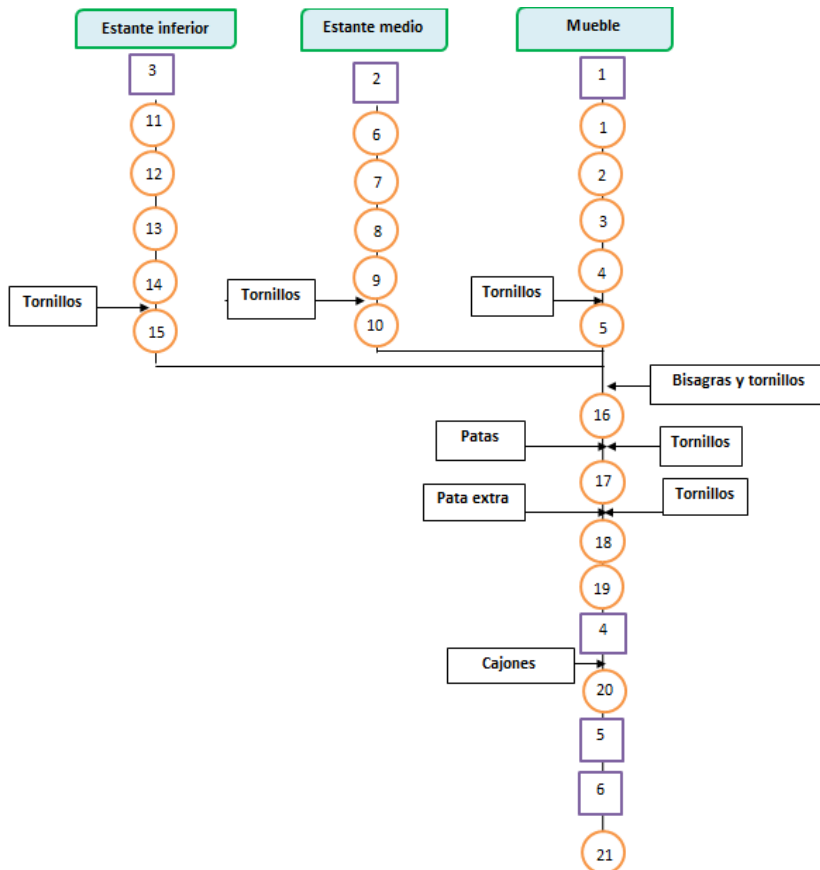 Estante inferior
Estante medio
Mueble
3
2
1
11
6
1
12
7
2
13
8
3
14
9
4
Tornillos
Tornillos
Tornillos
15
10
5
Bisagras y tornillos
16
Patas
Tornillos
17
Pata extra
Tornillos
18
19
4
Cajones
20
5
6
21